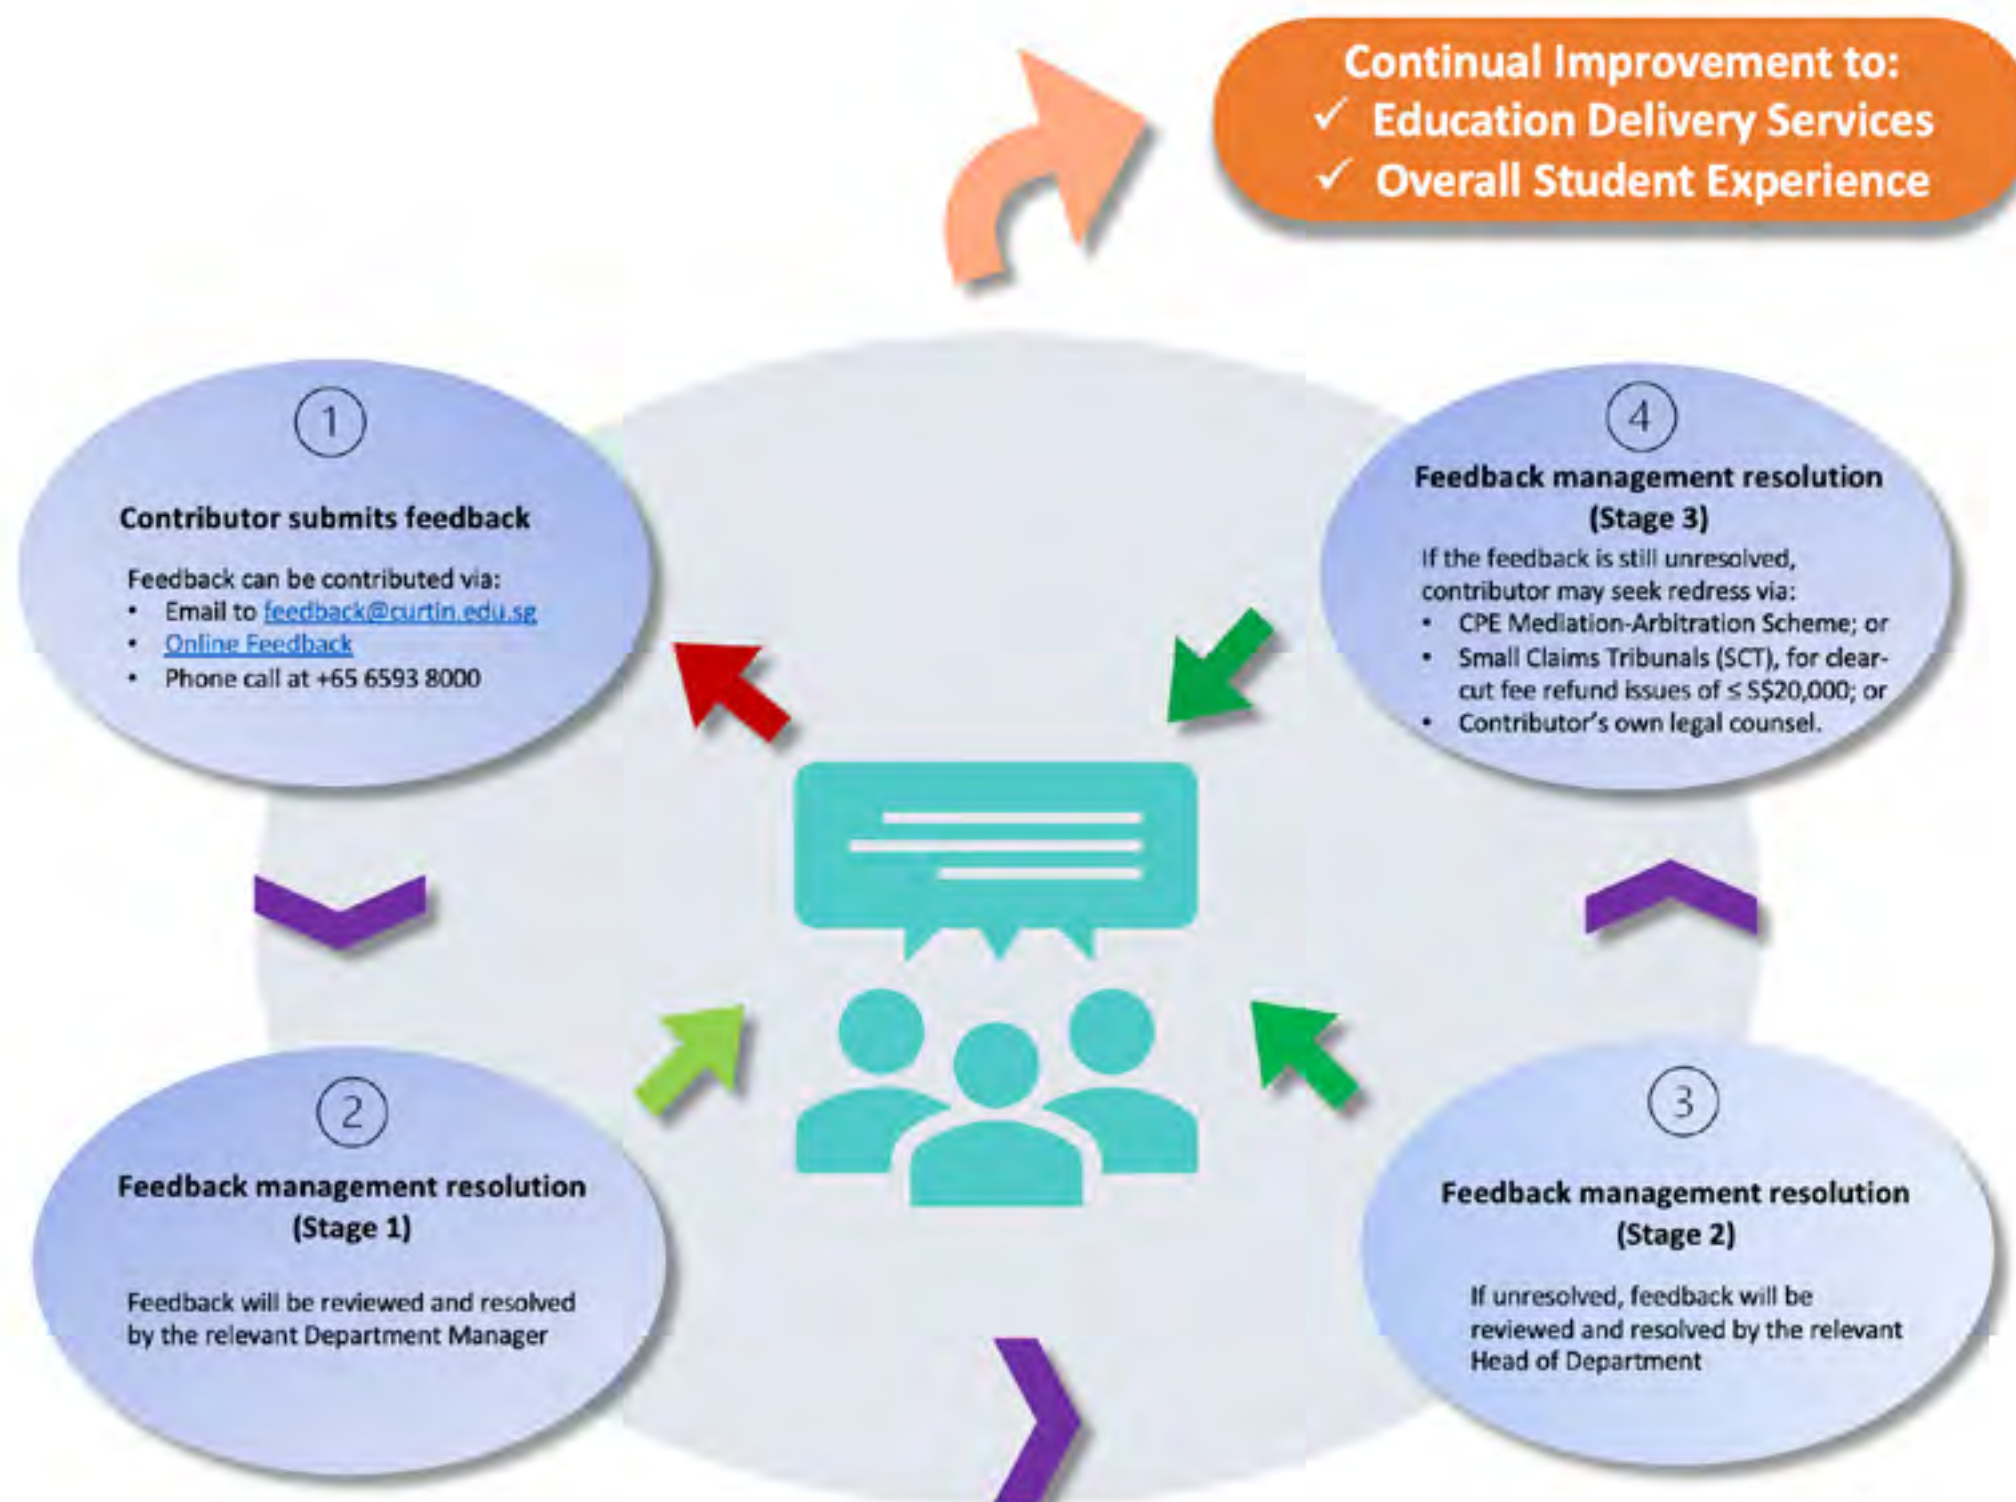 Continual Improvement to:
✓ Education Delivery Services
✓ Overall Student Experience
1
Contributor submits feedback
Feedback can be contributed via:
• Email to feedback@curtin.edu.sg
• Online Feedback
• Phone call at +65 6593 8000
2
Feedback management resolution
(Stage 1)
Feedback will be reviewed and resolved
by the relevant Department Manager
3
Feedback management resolution
(Stage 2)
If unresolved, feedback will be
reviewed and resolved by the relevant
Head of Department
4
Feedback management resolution
(Stage 3)
If the feedback is still unresolved,
contributor may seek redress via:
• CPE Mediation-Arbitration Scheme; or
• Small Claims Tribunals (SCT), for clear-
cut fee refund issues of ≤ S$20,000; or
• Contributor's own legal counsel.